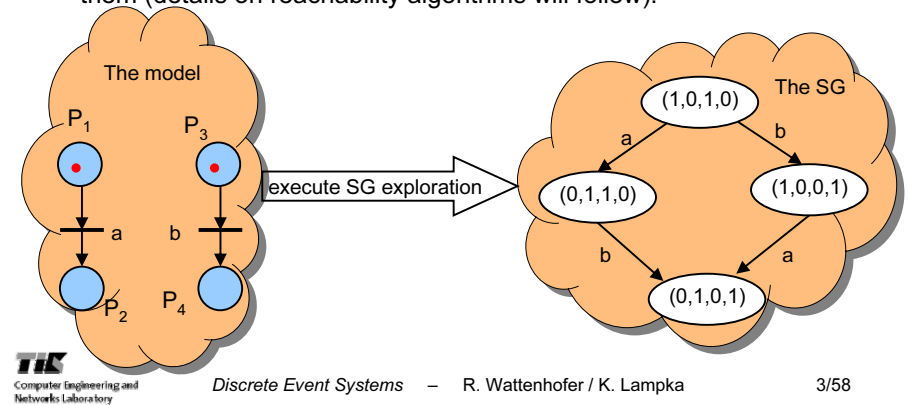 them (details on reachability algorithms will follow).
The model
The SG
P1
P3
(1,0,1,0)
a
b
execute SG exploration
(0,1,1,0)
(1,0,0,1)
a
b
b
a
P2
P4
(0,1,0,1)
TIK
Computer Engineering and
Networks Laboratory
Discrete Event Systems – R. Wattenhofer / K. Lampka 3/58